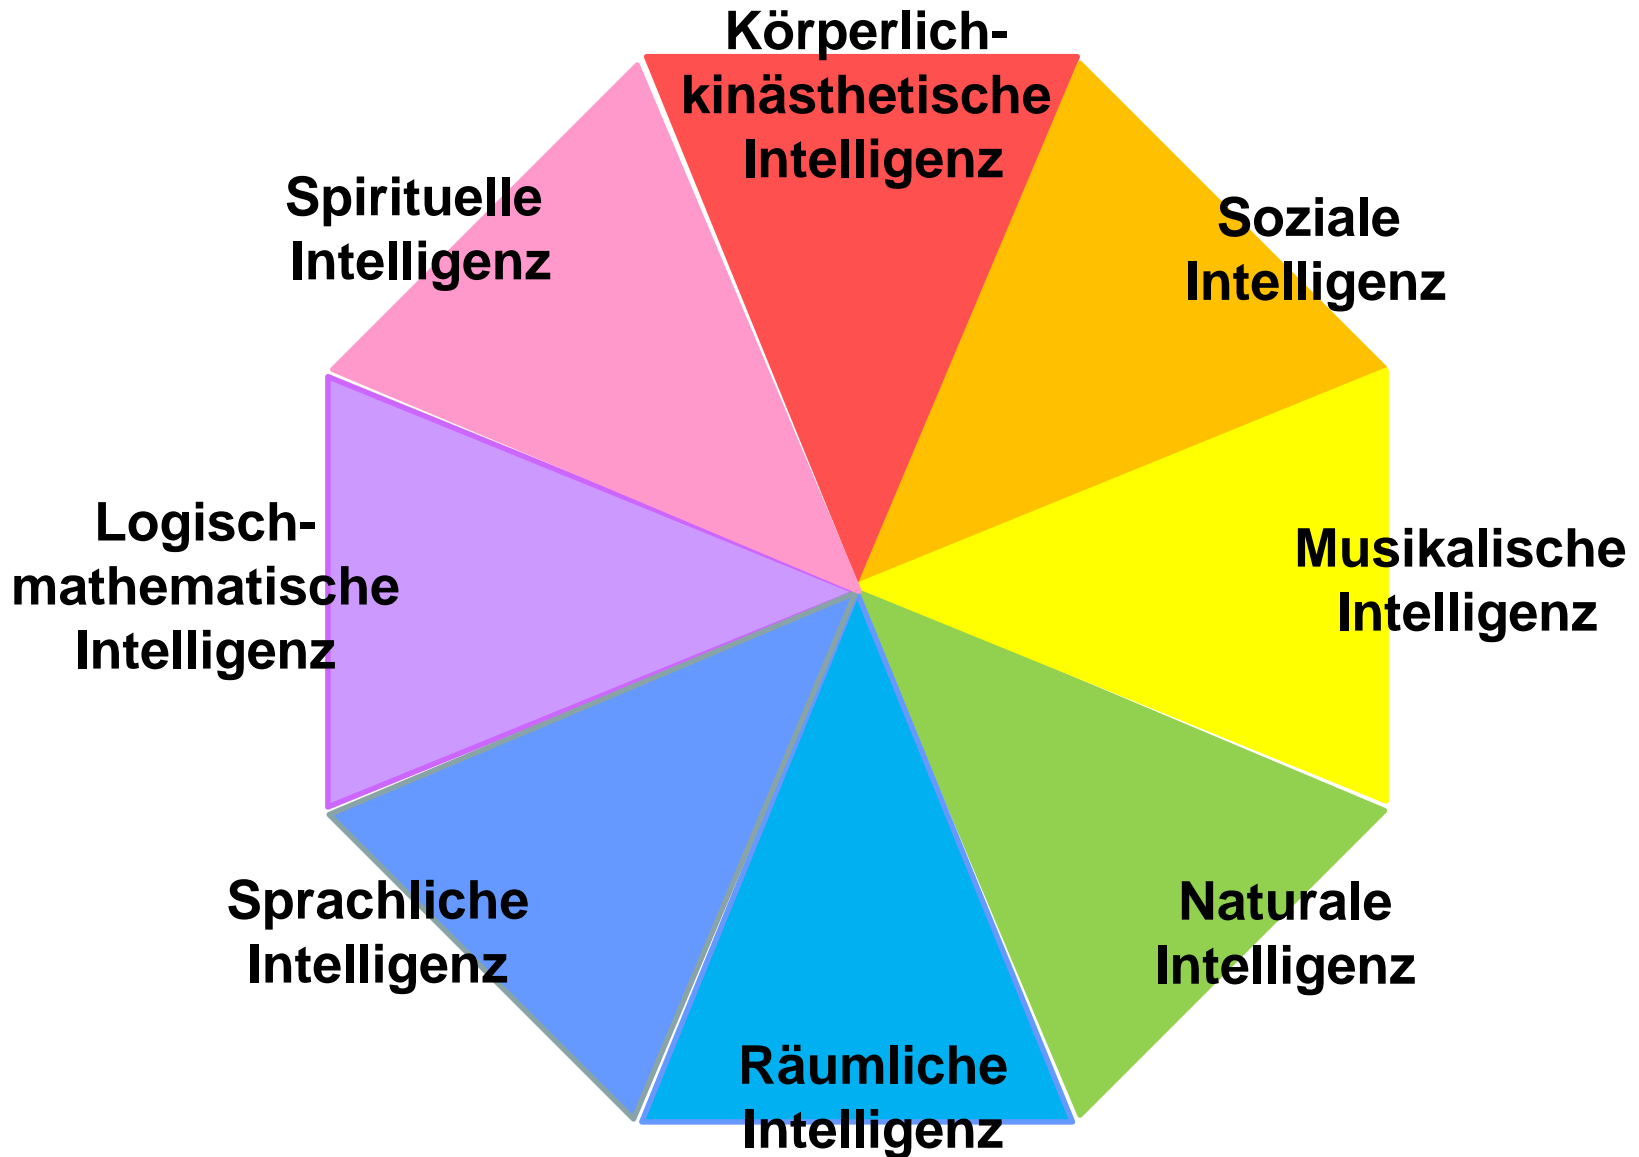 Körperlich-
kinästhetische
Intelligenz
Soziale
Intelligenz
Musikalische
Intelligenz
Naturale
Intelligenz
Räumliche
Intelligenz
Sprachliche
Intelligenz
Logisch-
mathematische
Intelligenz
Spirituelle
Intelligenz